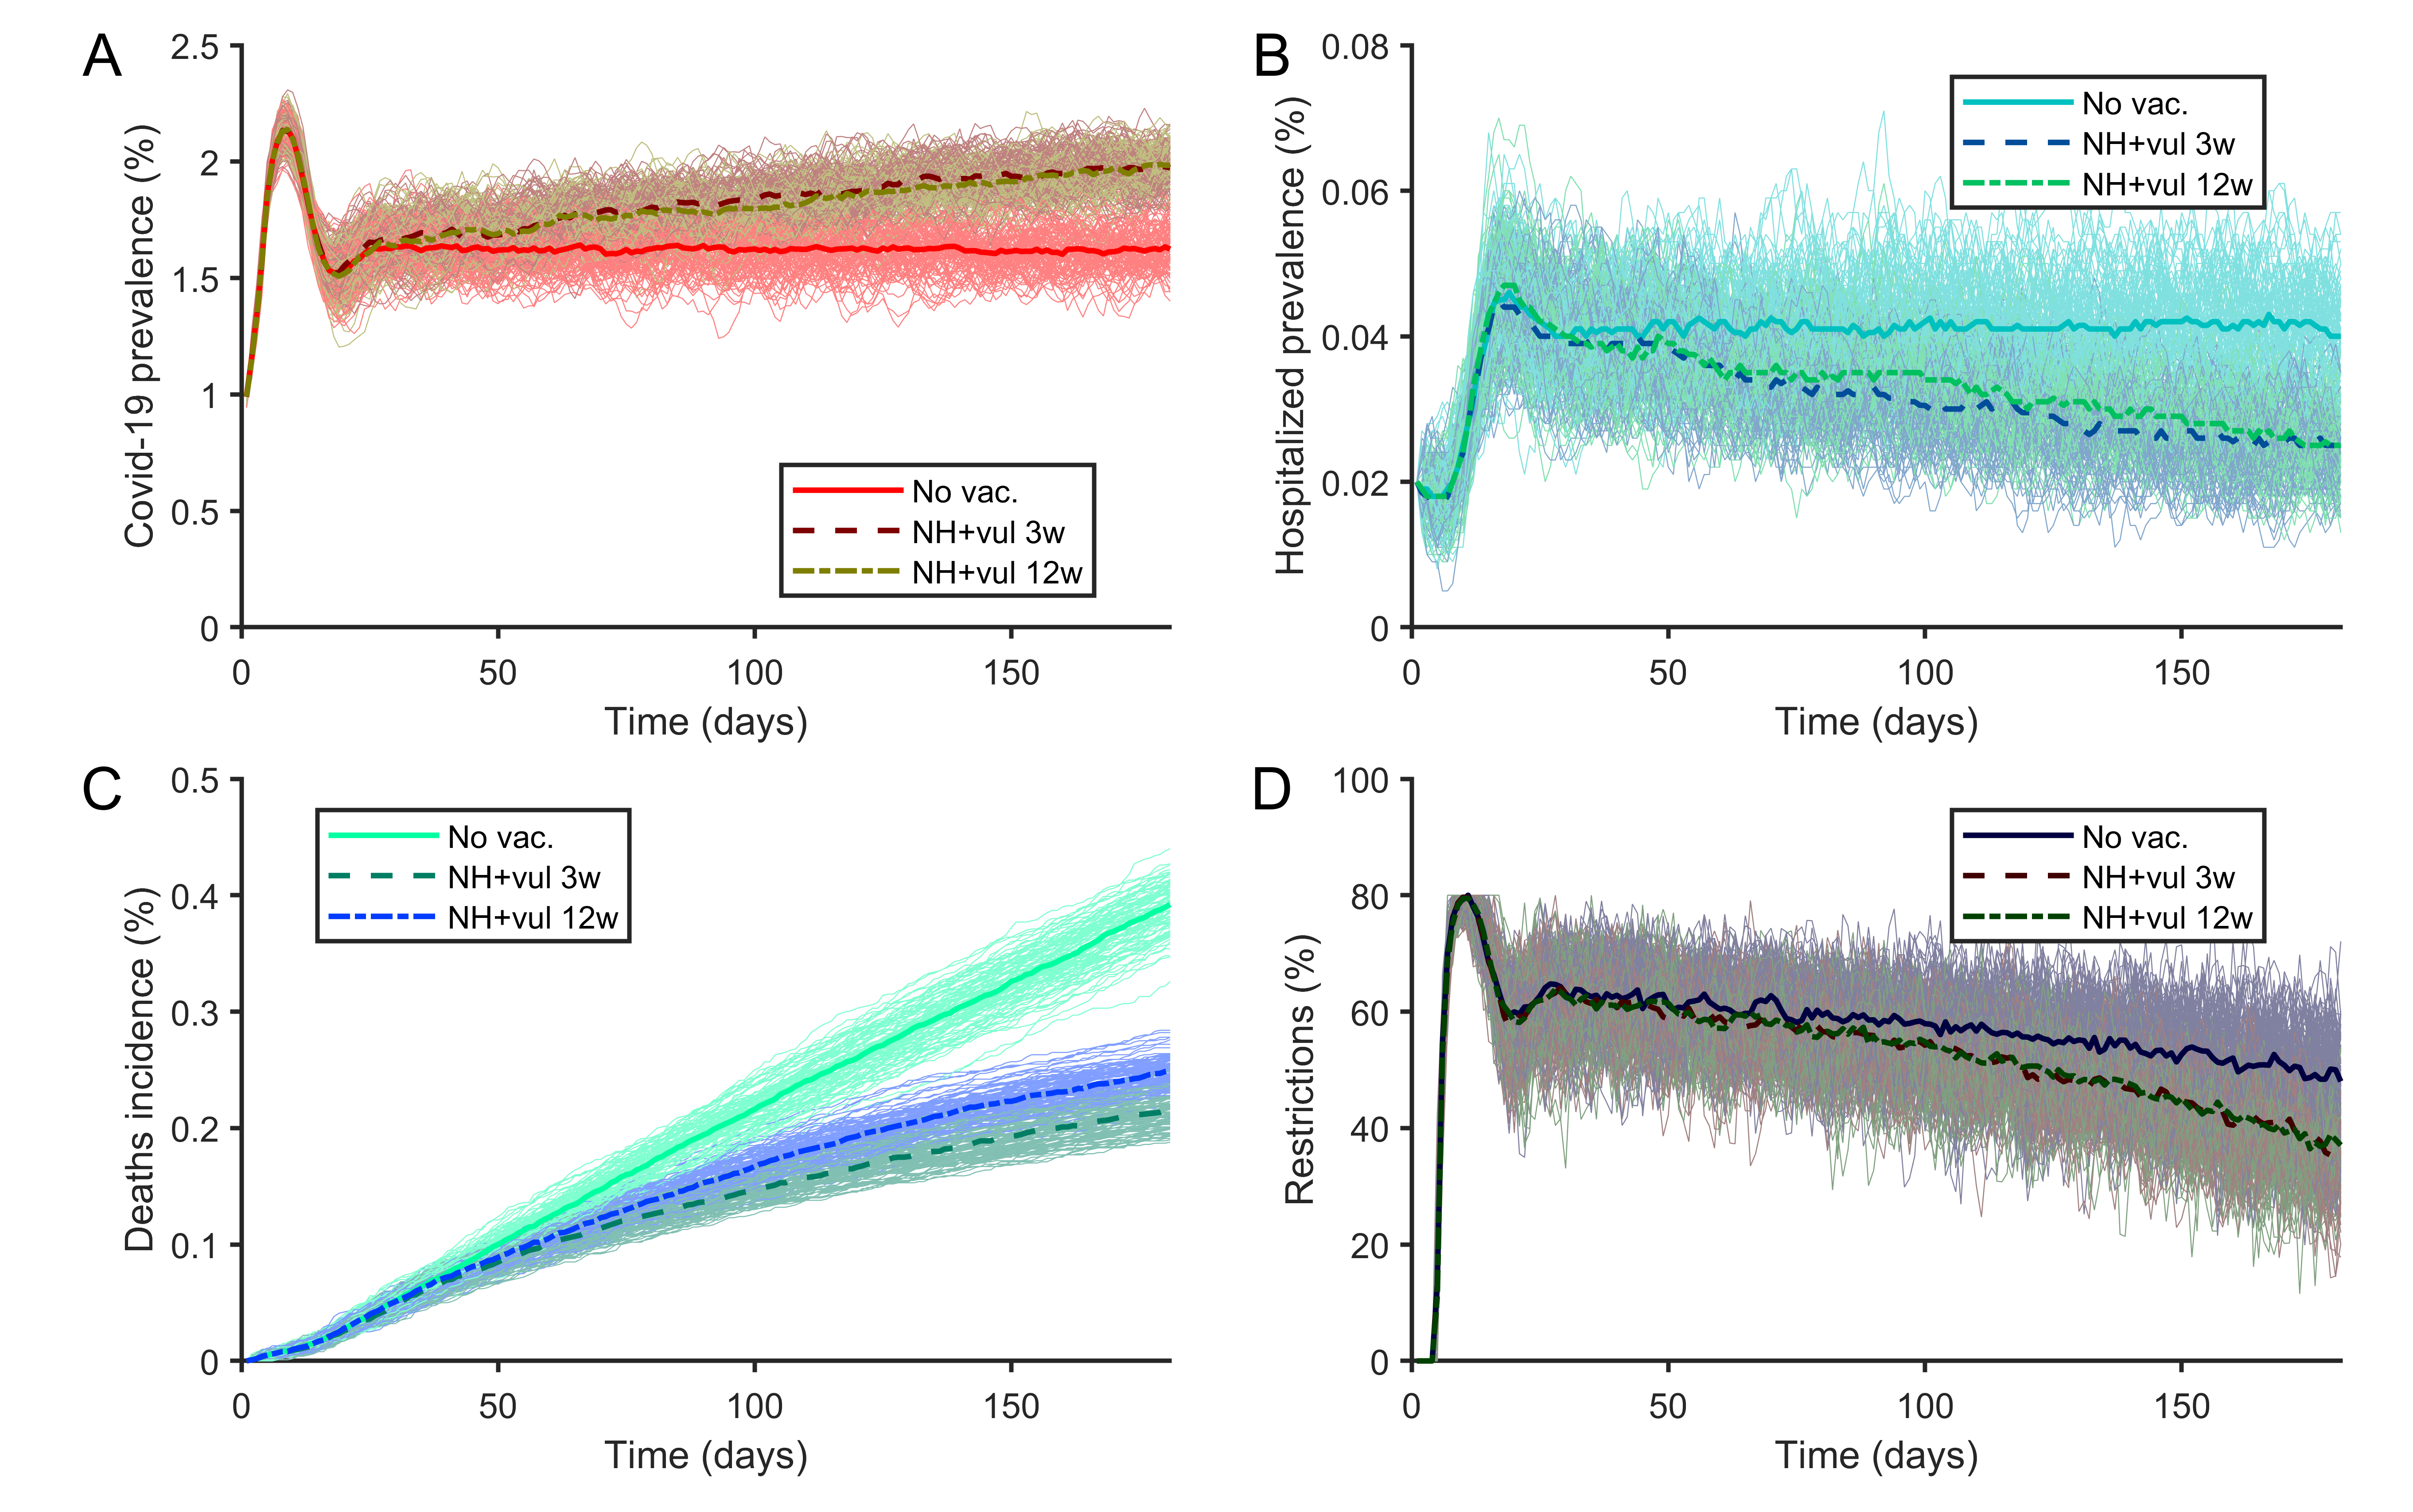 A
Covid-19 prevalence (%)
2.5
2
1.5
1
0.5
0
0 50 100 150
Time (days)
No vac.
NH+vul 3w
NH+vul 12w
B
Hospitalized prevalence (%)
0.08
0.06
0.04
0.02
0
0 50 100 150
Time (days)
No vac.
NH+vul 3w
NH+vul 12w
C
Deaths incidence (%)
0.5
0.4
0.3
0.2
0.1
0
0 50 100 150
Time (days)
No vac.
NH+vul 3w
NH+vul 12w
D
Restrictions (%)
100
80
60
40
20
0
0 50 100 150
Time (days)
No vac.
NH+vul 3w
NH+vul 12w